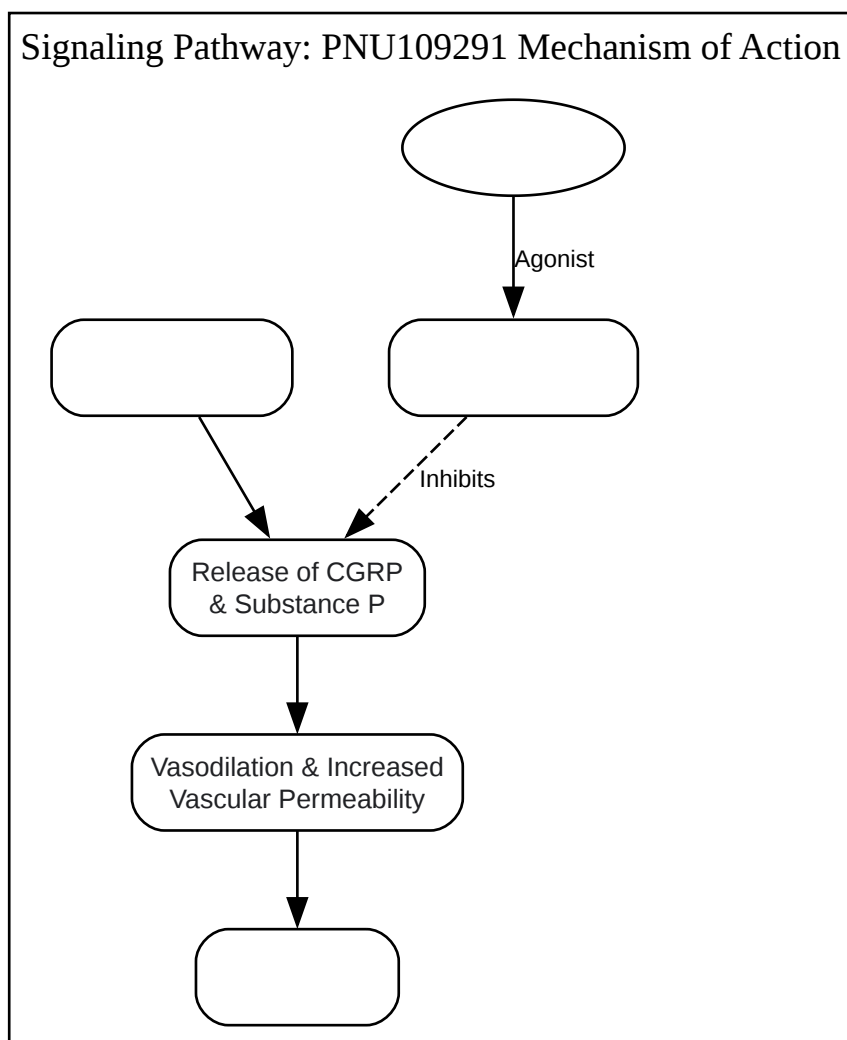 Signaling Pathway: PNU109291 Mechanism of Action
Agonist
Inhibits
Release of CGRP
& Substance P
Vasodilation & Increased
Vascular Permeability